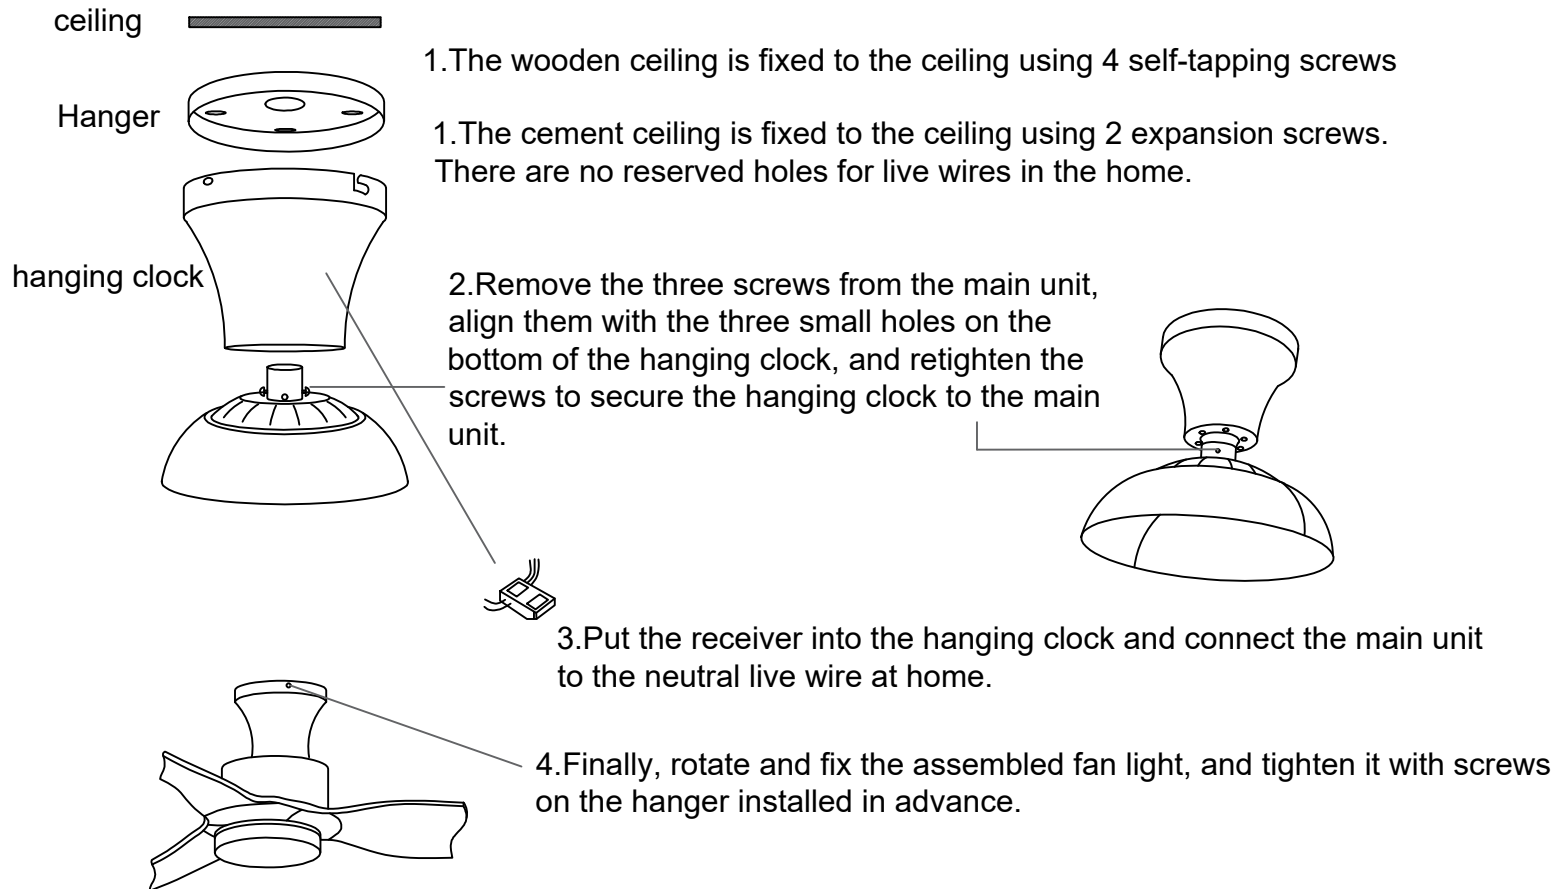 ceiling
1.The wooden ceiling is fixed to the ceiling using 4 self-tapping screws
Hanger
1.The cement ceiling is fixed to the ceiling using 2 expansion screws.
There are no reserved holes for live wires in the home.
hanging clock
2.Remove the three screws from the main unit,
align them with the three small holes on the
bottom of the hanging clock, and retighten the
screws to secure the hanging clock to the main
unit.
3.Put the receiver into the hanging clock and connect the main unit
to the neutral live wire at home.
4.Finally, rotate and fix the assembled fan light, and tighten it with screws
on the hanger installed in advance.